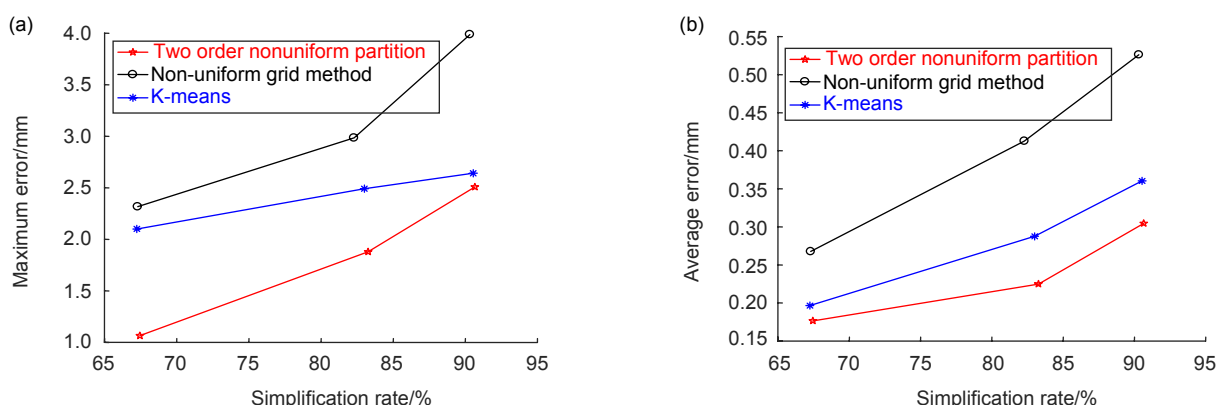 (a)
4.0
3.5
3.0
2.5
2.0
1.5
1.0
Maximum error/mm
Two order nonuniform partition
Non-uniform grid method
K-means
65 70 75 80 85 90 95
Simplification rate/%
(b)
0.55
0.50
0.45
0.40
0.35
0.30
0.25
0.20
0.15
Average error/mm
Two order nonuniform partition
Non-uniform grid method
K-means
65 70 75 80 85 90 95
Simplification rate/%